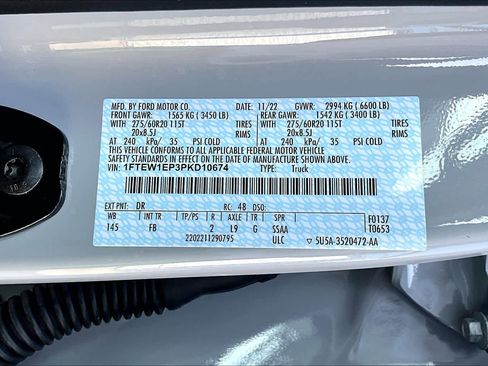 MFD. BY FORD MOTOR CO. 11/22 GVWR: 2994 KG ( 6600 LB)
FRONT GAWR: 1565 KG ( 3450 LB) REAR GAWR: 1542 KG ( 3400 LB)
WITH 275/60R20 115T TIRES WITH 275/60R20 115T TIRES
20x8.5J RIMS 20x8.5J RIMS
AT 240 kPa/ 35 PSI COLD AT 240 kPa/ 35 PSI COLD
THIS VEHICLE CONFORMS TO ALL APPLICABLE FEDERAL MOTOR VEHICLE
SAFETY AND THEFT PREVENTION STANDARDS IN EFFECT ON THE DATE OF MANUFACTURE SHOWN ABOVE.
VIN: 1FTEW1EP3PKD10674 TYPE: Truck
EXT PNT: DR RC: 48 DSO:
WB BRK INT TR TP/PS R AXLE TR SPR F0137
145 FB 2 L9 G SSAA T0653
2202211290795 ULC 5U5A-3520472-AA